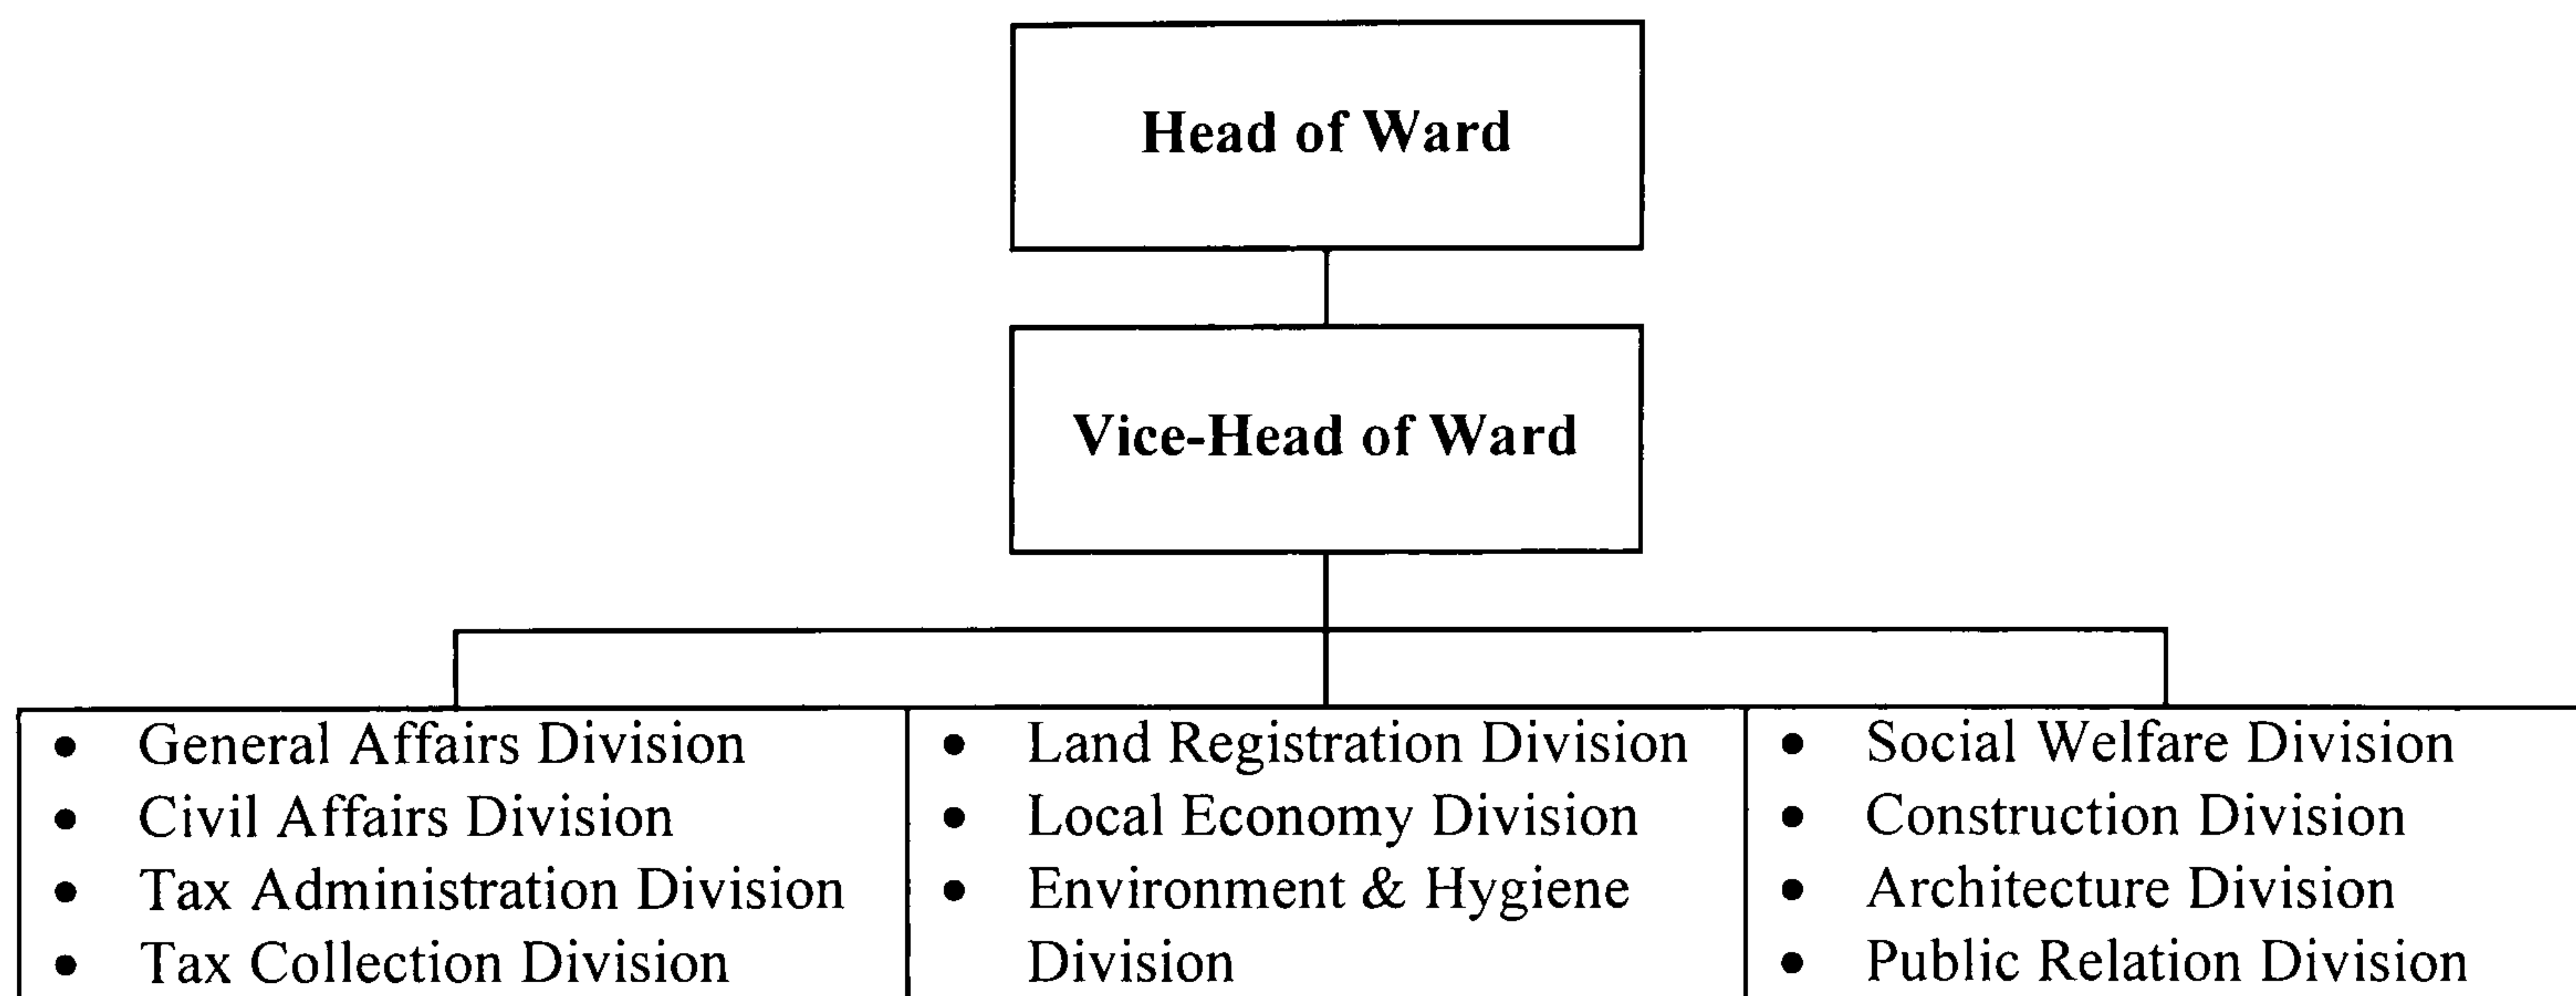 Head of Ward
Vice-Head of Ward
• General Affairs Division
• Civil Affairs Division
• Tax Administration Division
• Tax Collection Division
• Land Registration Division
• Local Economy Division
• Environment & Hygiene
Division
• Social Welfare Division
• Construction Division
• Architecture Division
• Public Relation Division